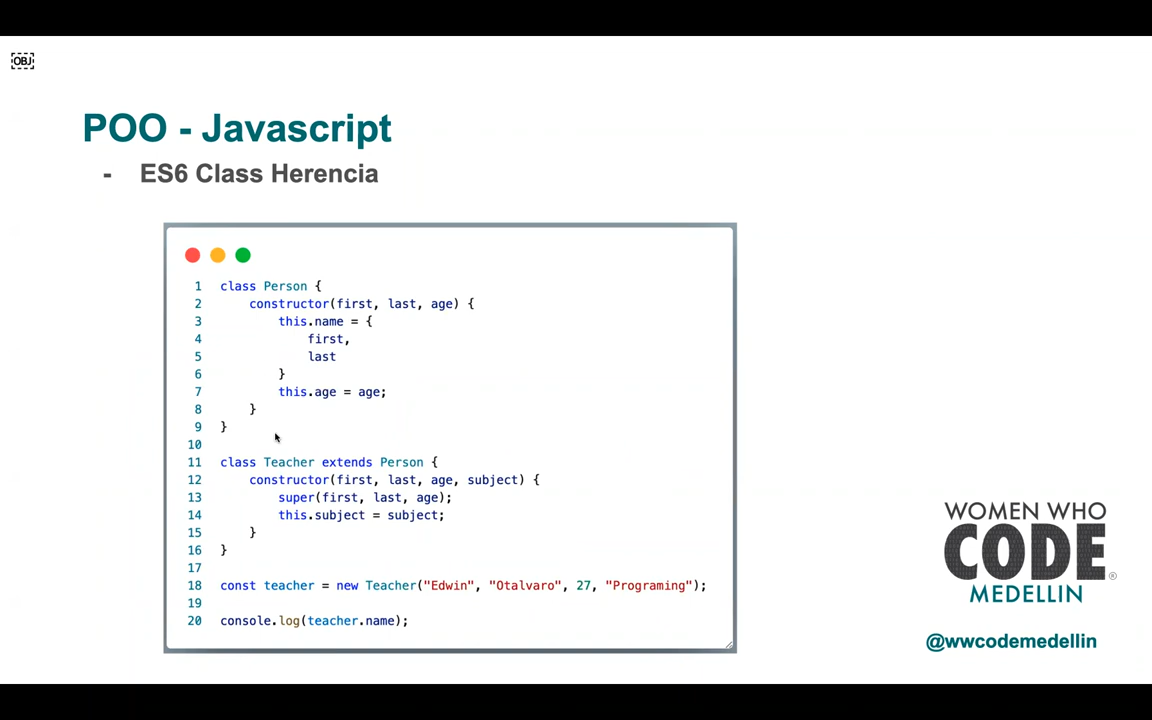 OBJ
POO - Javascript
- ES6 Class Herencia
1 class Person {
2 constructor(first, last, age) {
3 this.name = {
4 first,
5 last
6 }
7 this.age = age;
8 }
9 }
10
11 class Teacher extends Person {
12 constructor(first, last, age, subject) {
13 super(first, last, age);
14 this.subject = subject;
15 }
16 }
17
18 const teacher = new Teacher("Edwin", "Otalvaro", 27, "Programing");
19
20 console.log(teacher.name);
WOMEN WHO
CODE®
MEDELLIN
@wwcodemedellin